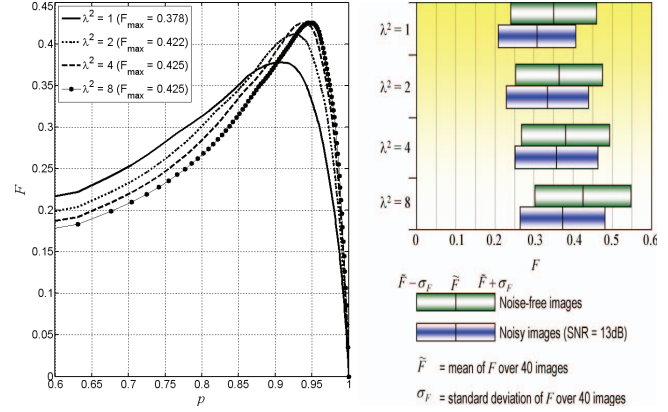 0.45
0.4
0.35
0.3
0.25
0.2
0.15
0.1
0.05
0
F
λ² = 1 (F_max = 0.378)
λ² = 2 (F_max = 0.422)
λ² = 4 (F_max = 0.425)
λ² = 8 (F_max = 0.425)
0.6 0.65 0.7 0.75 0.8 0.85 0.9 0.95 1
p
λ² = 1
λ² = 2
λ² = 4
λ² = 8
0 0.1 0.2 0.3 0.4 0.5 0.6
F
F̃ − σ_F F̃ F̃ + σ_F
Noise-free images
Noisy images (SNR = 13dB)
F̃ = mean of F over 40 images
σ_F = standard deviation of F over 40 images